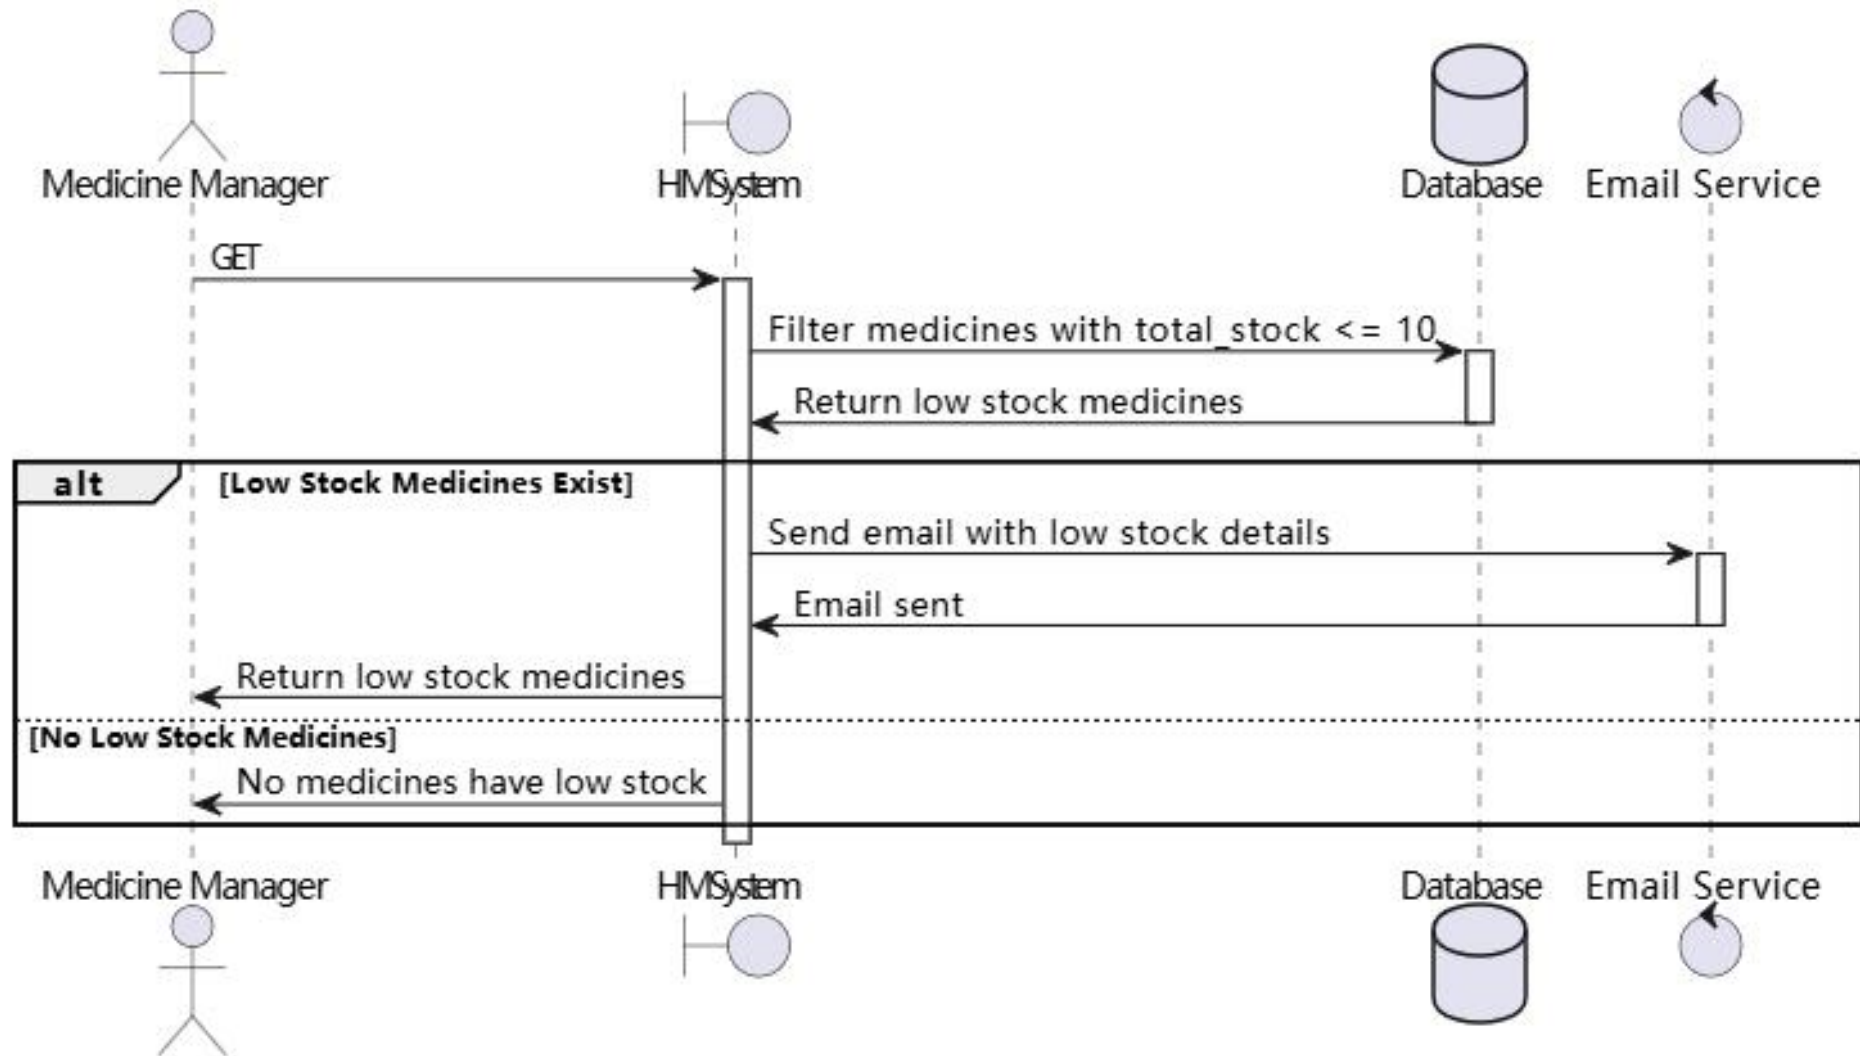 Medicine Manager
HMSystem
Database
Email Service
GET
Filter medicines with total_stock <= 10
Return low stock medicines
alt
[Low Stock Medicines Exist]
Send email with low stock details
Email sent
Return low stock medicines
[No Low Stock Medicines]
No medicines have low stock
Medicine Manager
HMSystem
Database
Email Service